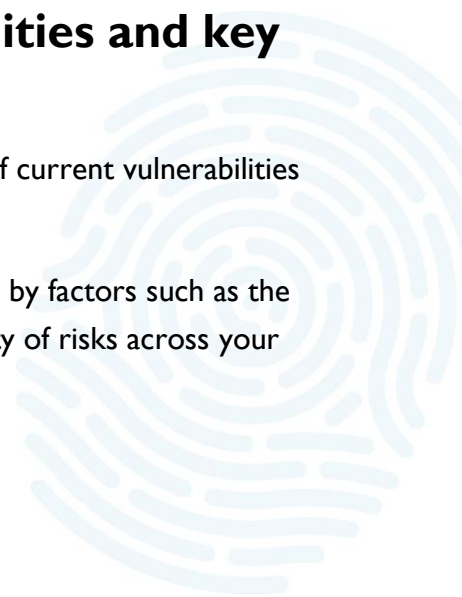 ities and key
f current vulnerabilities
by factors such as the
y of risks across your